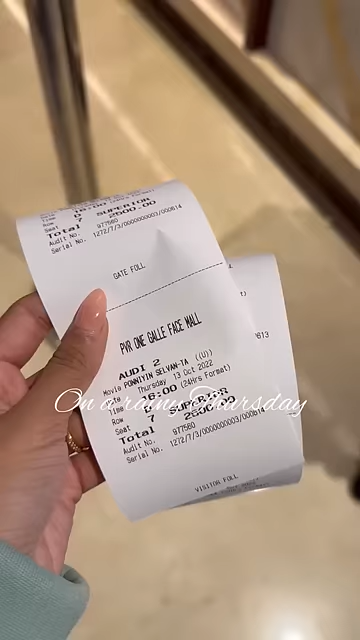 SUPERIOR
Row
Seat 7 2500.00
Total
Audit No. 977560
Serial No. 1272/7/3/0000000003/000614
GATE FOLL
PVR ONE GALLE FACE MALL
AUDI 2
Movie PONNIYIN SELVAN-TA ((U))
Date Thursday 13 Oct 2022
Time 16:00 (24Hrs Format)
On a rainy Thursday
Row SUPERIOR
Seat 7 2500.00
Total
Audit No. 977560
Serial No. 1272/7/3/0000000003/000614
VISITOR FOLL